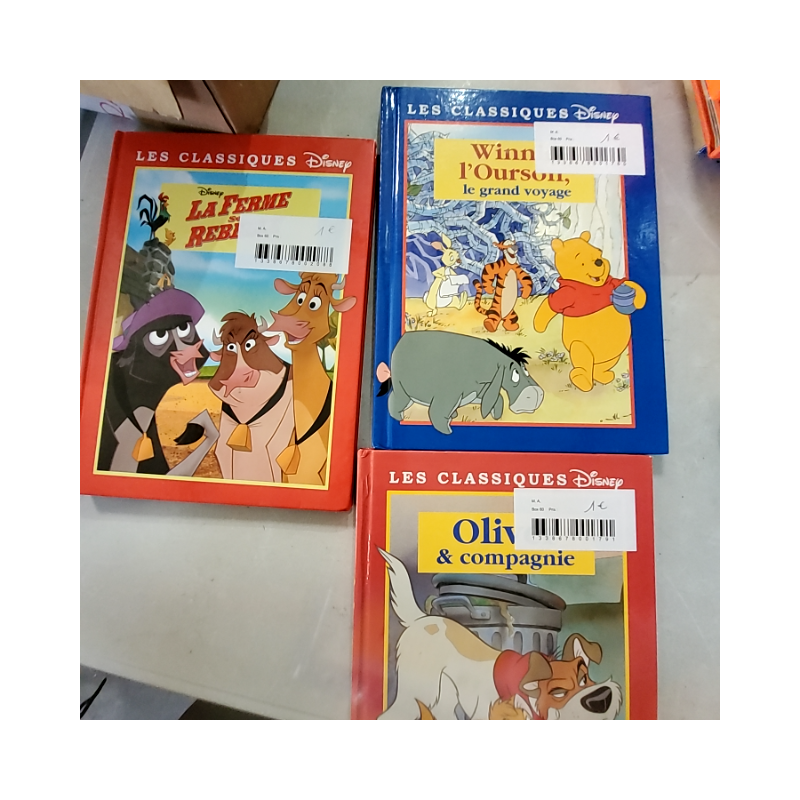 LES CLASSIQUES Disney
Disney
LA FERME
1€
LES CLASSIQUES Disney
Winn
l'Ourson,
le grand voyage
1€
LES CLASSIQUES Disney
Oliv
& compagnie
1€